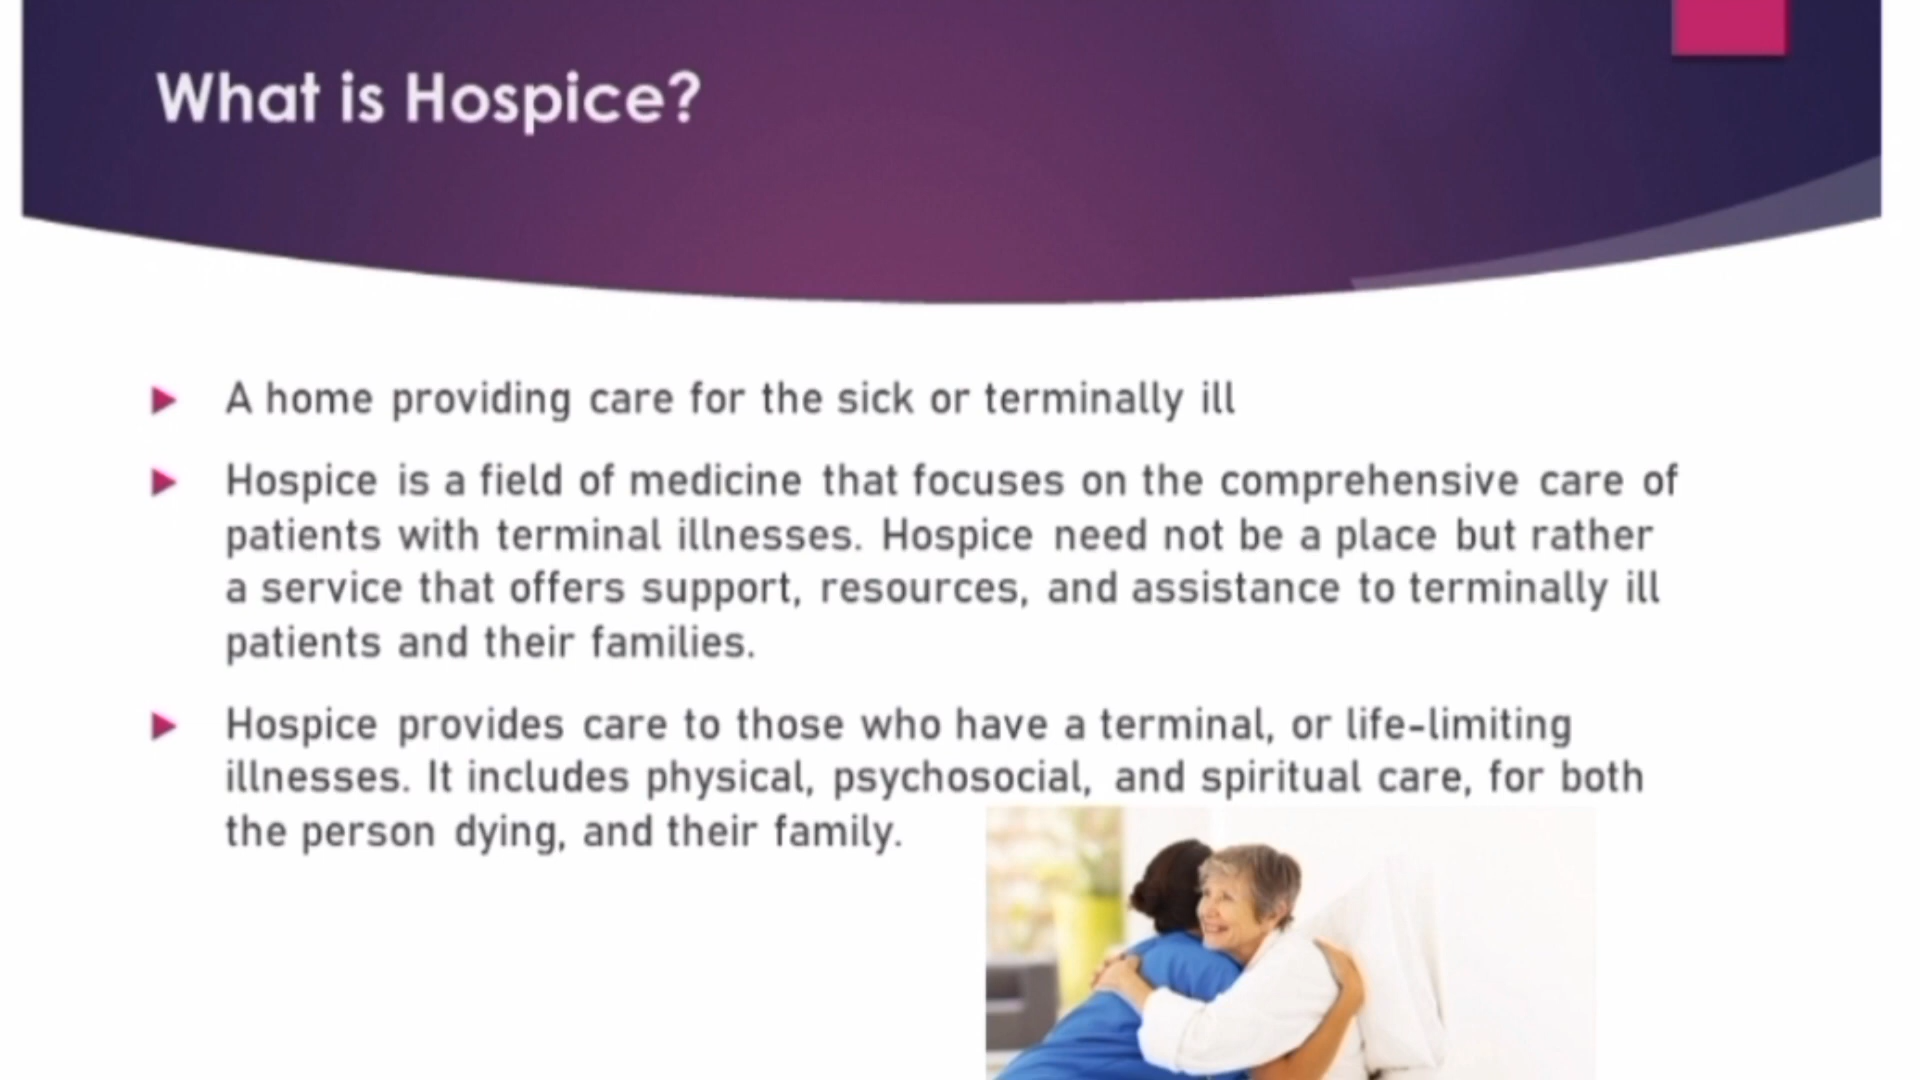 What is Hospice?
A home providing care for the sick or terminally ill
Hospice is a field of medicine that focuses on the comprehensive care of
patients with terminal illnesses. Hospice need not be a place but rather
a service that offers support, resources, and assistance to terminally ill
patients and their families.
Hospice provides care to those who have a terminal, or life-limiting
illnesses. It includes physical, psychosocial, and spiritual care, for both
the person dying, and their family.